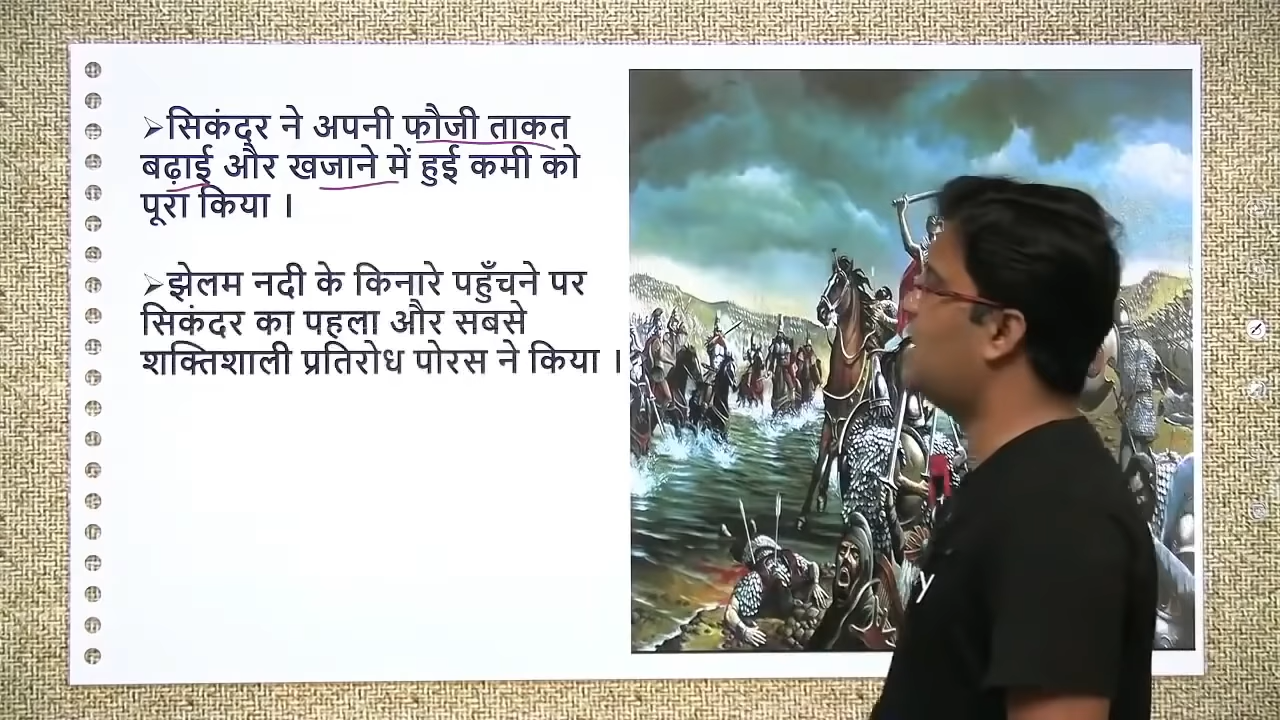 ➢सिकंदर ने अपनी फौजी ताकत
बढ़ाई और खजाने में हुई कमी को
पूरा किया ।
➢झेलम नदी के किनारे पहुँचने पर
सिकंदर का पहला और सबसे
शक्तिशाली प्रतिरोध पोरस ने किया ।
y